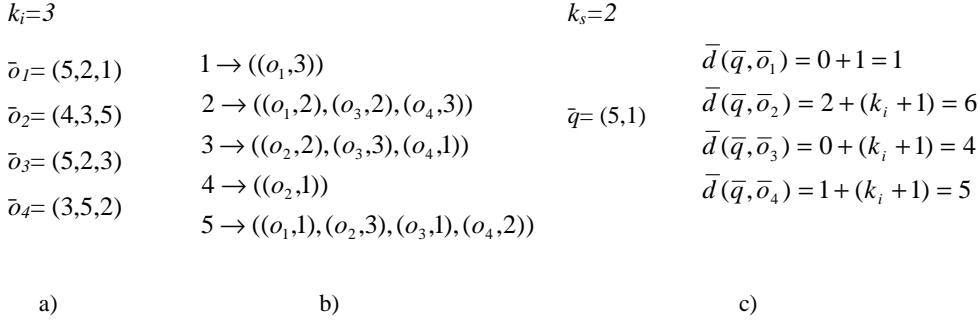 k_i=3
ō_1= (5,2,1)
ō_2= (4,3,5)
ō_3= (5,2,3)
ō_4= (3,5,2)
a)
1 → ((o_1,3))
2 → ((o_1,2),(o_3,2),(o_4,3))
3 → ((o_2,2),(o_3,3),(o_4,1))
4 → ((o_2,1))
5 → ((o_1,1),(o_2,3),(o_3,1),(o_4,2))
b)
k_s=2
q̄= (5,1)
d̄(q̄,ō_1) = 0+1 = 1
d̄(q̄,ō_2) = 2+(k_i+1) = 6
d̄(q̄,ō_3) = 0+(k_i+1) = 4
d̄(q̄,ō_4) = 1+(k_i+1) = 5
c)